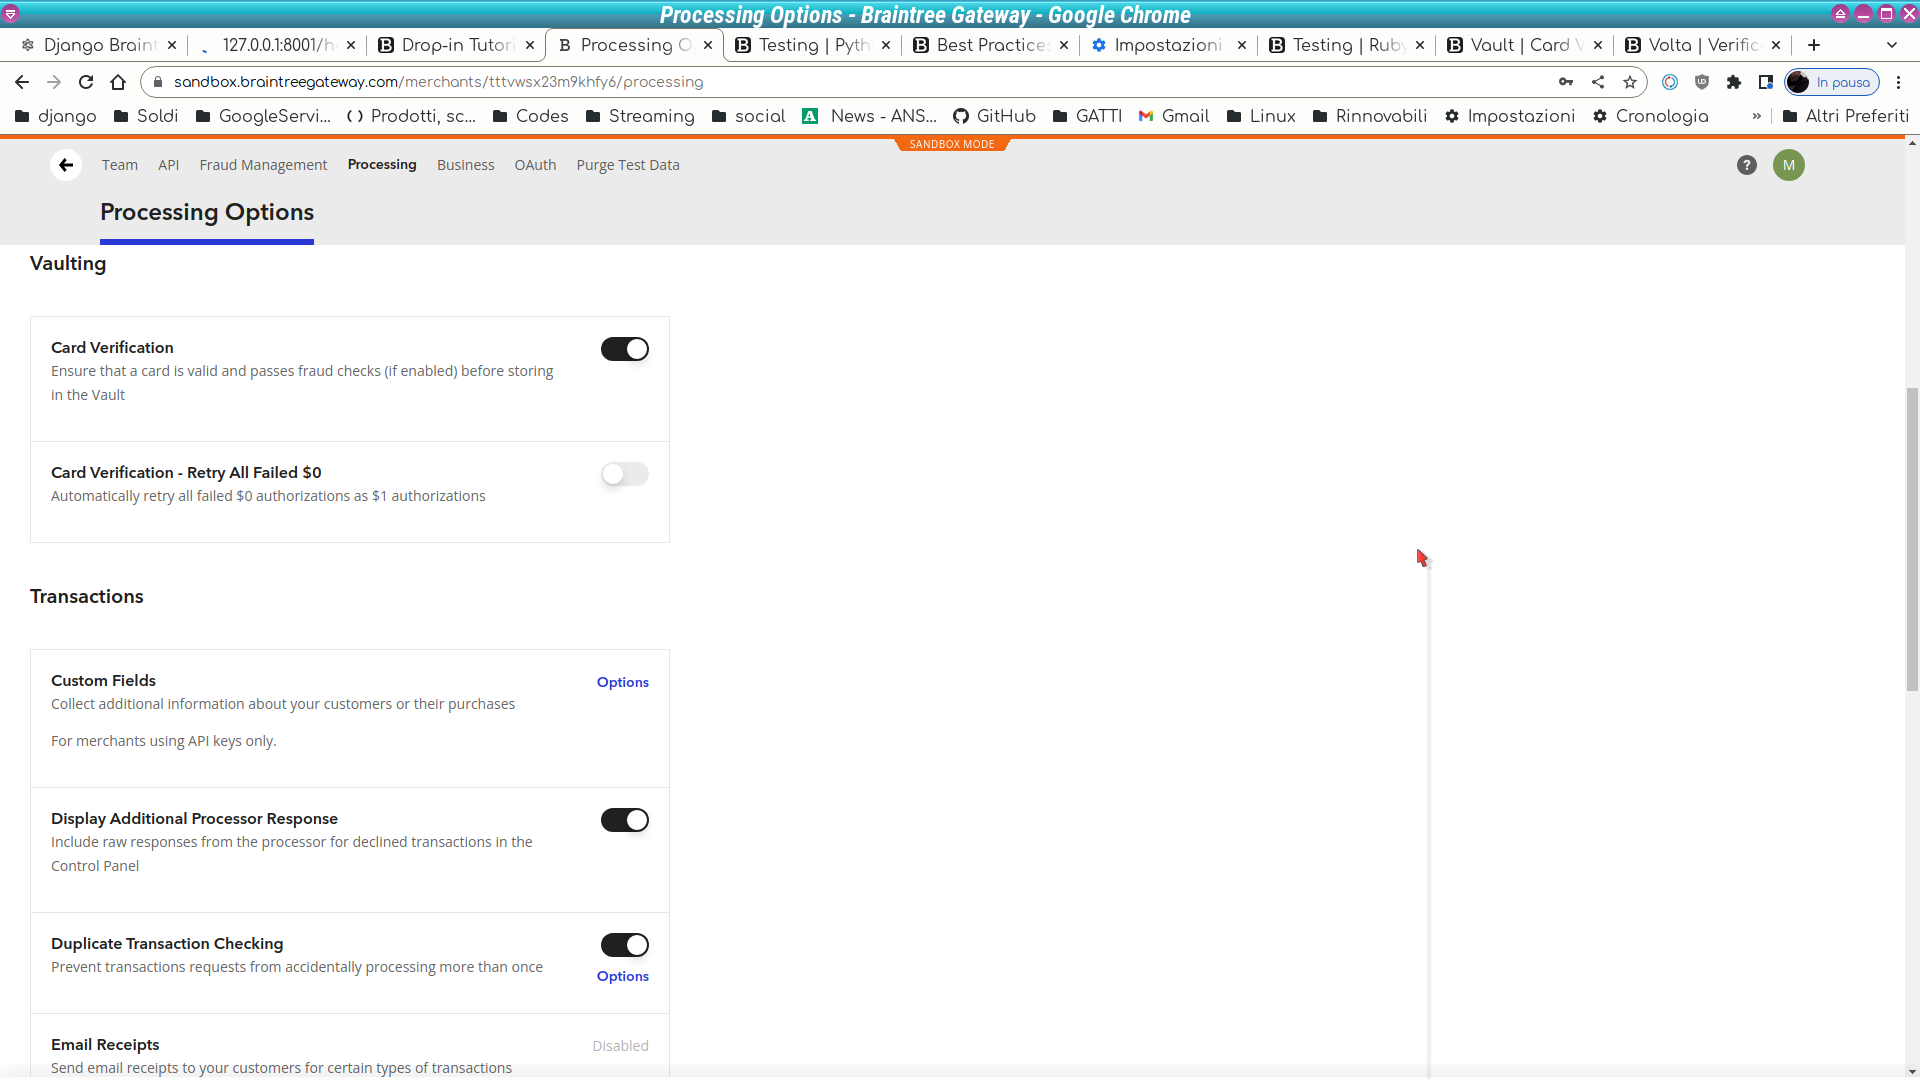 Processing Options - Braintree Gateway - Google Chrome
Django Braint
127.0.0.1:8001/h
Drop-in Tutori
Processing O
Testing | Pyth
Best Practice
Impostazioni
Testing | Rub
Vault | Card V
Volta | Verific
sandbox.braintreegateway.com/merchants/tttvwsx23m9khfy6/processing
In pausa
django
Soldi
GoogleServi...
Prodotti, sc...
Codes
Streaming
social
News - ANS...
GitHub
GATTI
Gmail
Linux
Rinnovabili
Impostazioni
Cronologia
»
Altri Preferiti
SANDBOX MODE
Team API Fraud Management Processing Business OAuth Purge Test Data
?
M
Processing Options
Vaulting
Card Verification
Ensure that a card is valid and passes fraud checks (if enabled) before storing
in the Vault
Card Verification - Retry All Failed $0
Automatically retry all failed $0 authorizations as $1 authorizations
Transactions
Custom Fields
Options
Collect additional information about your customers or their purchases
For merchants using API keys only.
Display Additional Processor Response
Include raw responses from the processor for declined transactions in the
Control Panel
Duplicate Transaction Checking
Prevent transactions requests from accidentally processing more than once
Options
Email Receipts
Disabled
Send email receipts to your customers for certain types of transactions